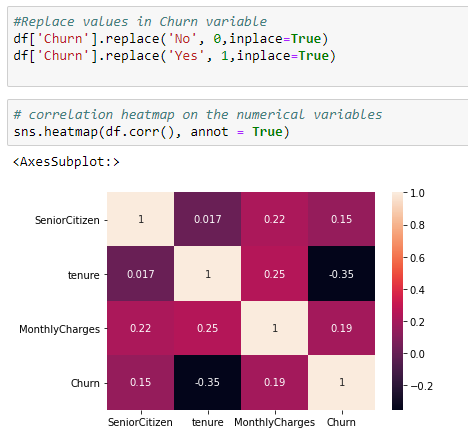 #Replace values in Churn variable
df['Churn'].replace('No', 0,inplace=True)
df['Churn'].replace('Yes', 1,inplace=True)
# correlation heatmap on the numerical variables
sns.heatmap(df.corr(), annot = True)
<AxesSubplot:>
1.0
SeniorCitizen 1 0.017 0.22 0.15
0.8
tenure 0.017 1 0.25 -0.35
0.6
0.4
MonthlyCharges 0.22 0.25 1 0.19
0.2
0.0
Churn 0.15 -0.35 0.19 1
-0.2
SeniorCitizen tenure MonthlyCharges Churn